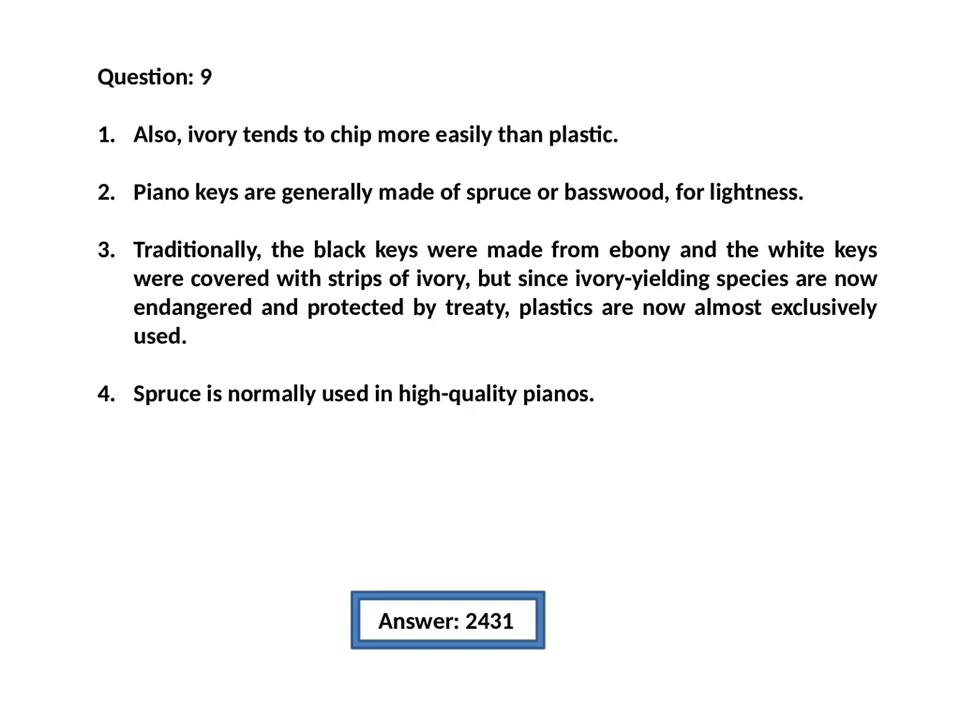 Question: 9
1. Also, ivory tends to chip more easily than plastic.
2. Piano keys are generally made of spruce or basswood, for lightness.
3. Traditionally, the black keys were made from ebony and the white keys
were covered with strips of ivory, but since ivory-yielding species are now
endangered and protected by treaty, plastics are now almost exclusively
used.
4. Spruce is normally used in high-quality pianos.
Answer: 2431